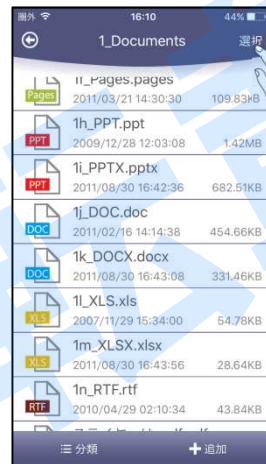 圏外 16:10 44%
1_Documents 選択
1f_Pages.pages
Pages 2011/03/21 14:30:30 109.83kB
1h_PPT.ppt
PPT 2009/12/28 12:03:08 1.42MB
1i_PPTX.pptx
PPT 2011/08/30 16:42:36 682.51KB
1j_DOC.doc
DOC 2011/02/16 14:14:38 454.66KB
1k_DOCX.docx
DOC 2011/08/30 16:43:08 331.46KB
1l_XLS.xls
XLS 2007/11/29 15:34:00 54.78KB
1m_XLSX.xlsx
XLS 2011/08/30 16:43:56 28.64KB
1n_RTF.rtf
RTF 2010/04/29 02:10:34 43.84KB
分類 追加